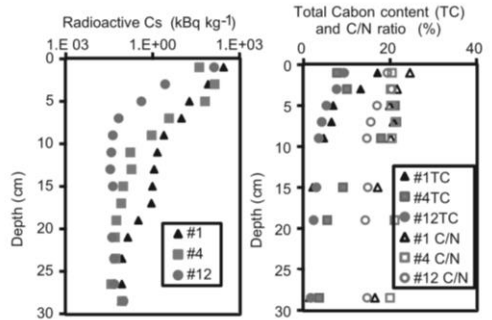 Radioactive Cs (kBq kg-1)
1.E 03 1.E+00 1.E+03
0
5
10
15
20
25
30
Depth (cm)
#1
#4
#12
Total Cabon content (TC)
and C/N ratio (%)
0 20 40
0
5
10
15
20
25
30
Depth (cm)
#1TC
#4TC
#12TC
#1 C/N
#4 C/N
#12 C/N